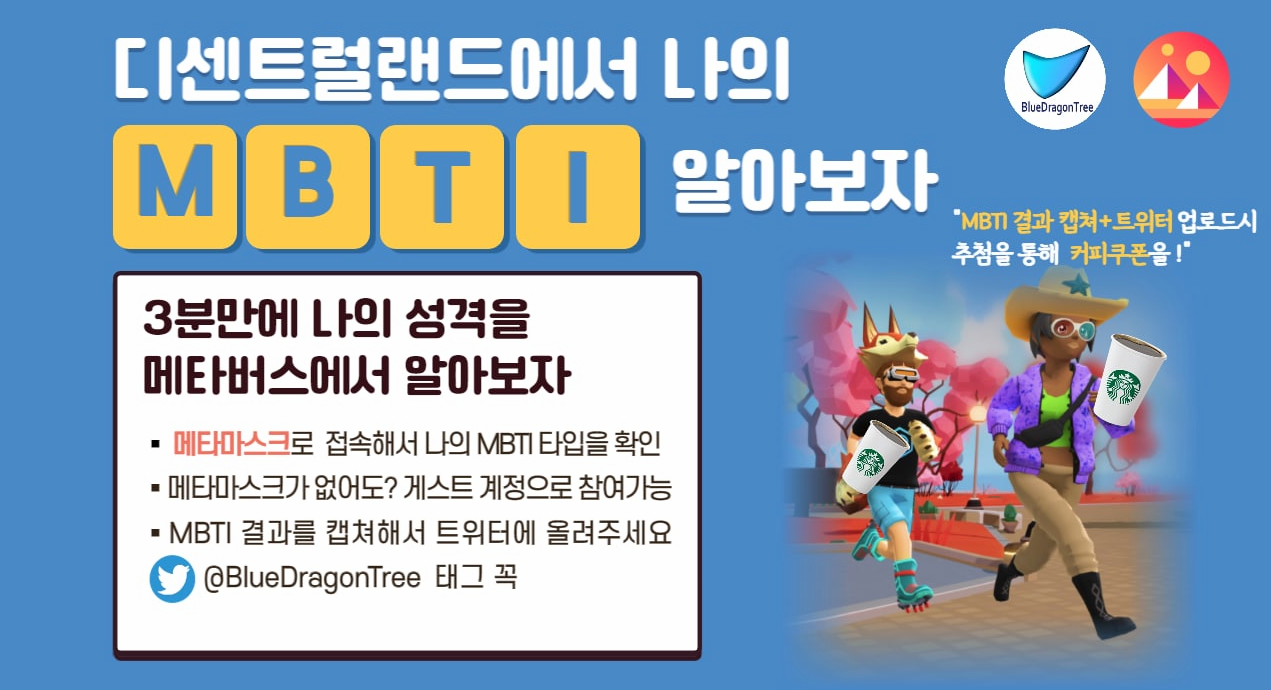 디센트럴랜드에서 나의
BlueDragonTree
M B T I 알아보자
"MBTI 결과 캡쳐+트위터 업로드시
추첨을 통해 커피쿠폰을!"
3분만에 나의 성격을
메타버스에서 알아보자
▪ 메타마스크로 접속해서 나의 MBTI 타입을 확인
▪ 메타마스크가 없어도? 게스트 계정으로 참여가능
▪ MBTI 결과를 캡쳐해서 트위터에 올려주세요
@BlueDragonTree 태그 꼭